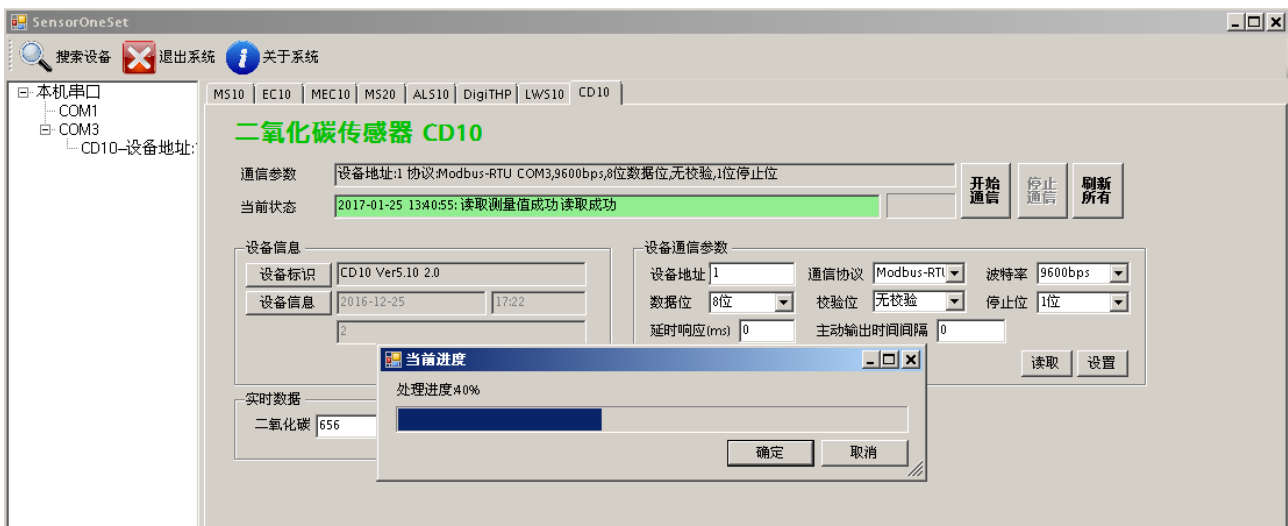 SensorOneSet
搜索设备 退出系统 关于系统
本机串口
COM1
COM3
CD10--设备地址:
MS10 EC10 MEC10 MS20 ALS10 DigiTHP LWS10 CD10
二氧化碳传感器 CD10
通信参数 设备地址:1 协议:Modbus-RTU COM3,9600bps,8位数据位,无校验,1位停止位
当前状态 2017-01-25 13:40:55: 读取测量值成功 读取成功
开始通信 停止通信 刷新所有
设备信息
设备标识 CD10 Ver5.10 2.0
设备信息 2016-12-25 17:22
2
设备通信参数
设备地址 1 通信协议 Modbus-RTU 波特率 9600bps
数据位 8位 校验位 无校验 停止位 1位
延时响应(ms) 0 主动输出时间间隔 0
读取 设置
当前进度
处理进度:40%
确定 取消
实时数据
二氧化碳 656